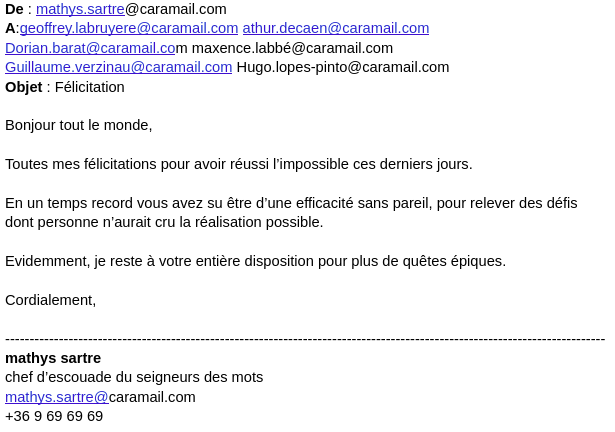 De : mathys.sartre@caramail.com
A:geoffrey.labruyere@caramail.com athur.decaen@caramail.com
Dorian.barat@caramail.com maxence.labbé@caramail.com
Guillaume.verzinau@caramail.com Hugo.lopes-pinto@caramail.com
Objet : Félicitation
Bonjour tout le monde,
Toutes mes félicitations pour avoir réussi l’impossible ces derniers jours.
En un temps record vous avez su être d’une efficacité sans pareil, pour relever des défis
dont personne n’aurait cru la réalisation possible.
Evidemment, je reste à votre entière disposition pour plus de quêtes épiques.
Cordialement,
-----------------------------------------------------------------------------------------------------------------------------
mathys sartre
chef d’escouade du seigneurs des mots
mathys.sartre@caramail.com
+36 9 69 69 69